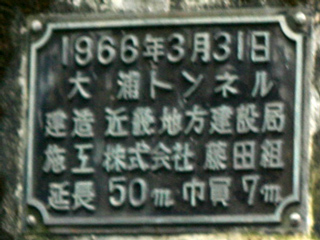 1966年3月31日
大浦トンネル
建造 近畿地方建設局
施工 株式会社 藤田組
延長 50m 巾員 7m